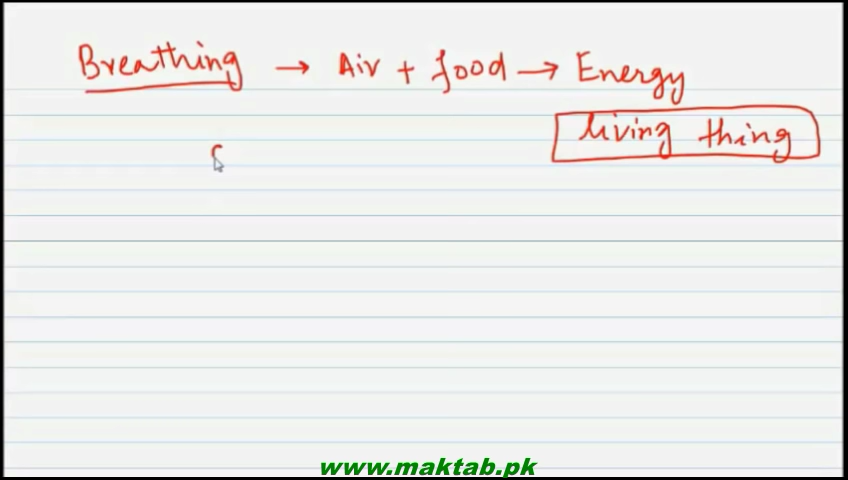 Breathing → Air + food → Energy
living thing
www.maktab.pk